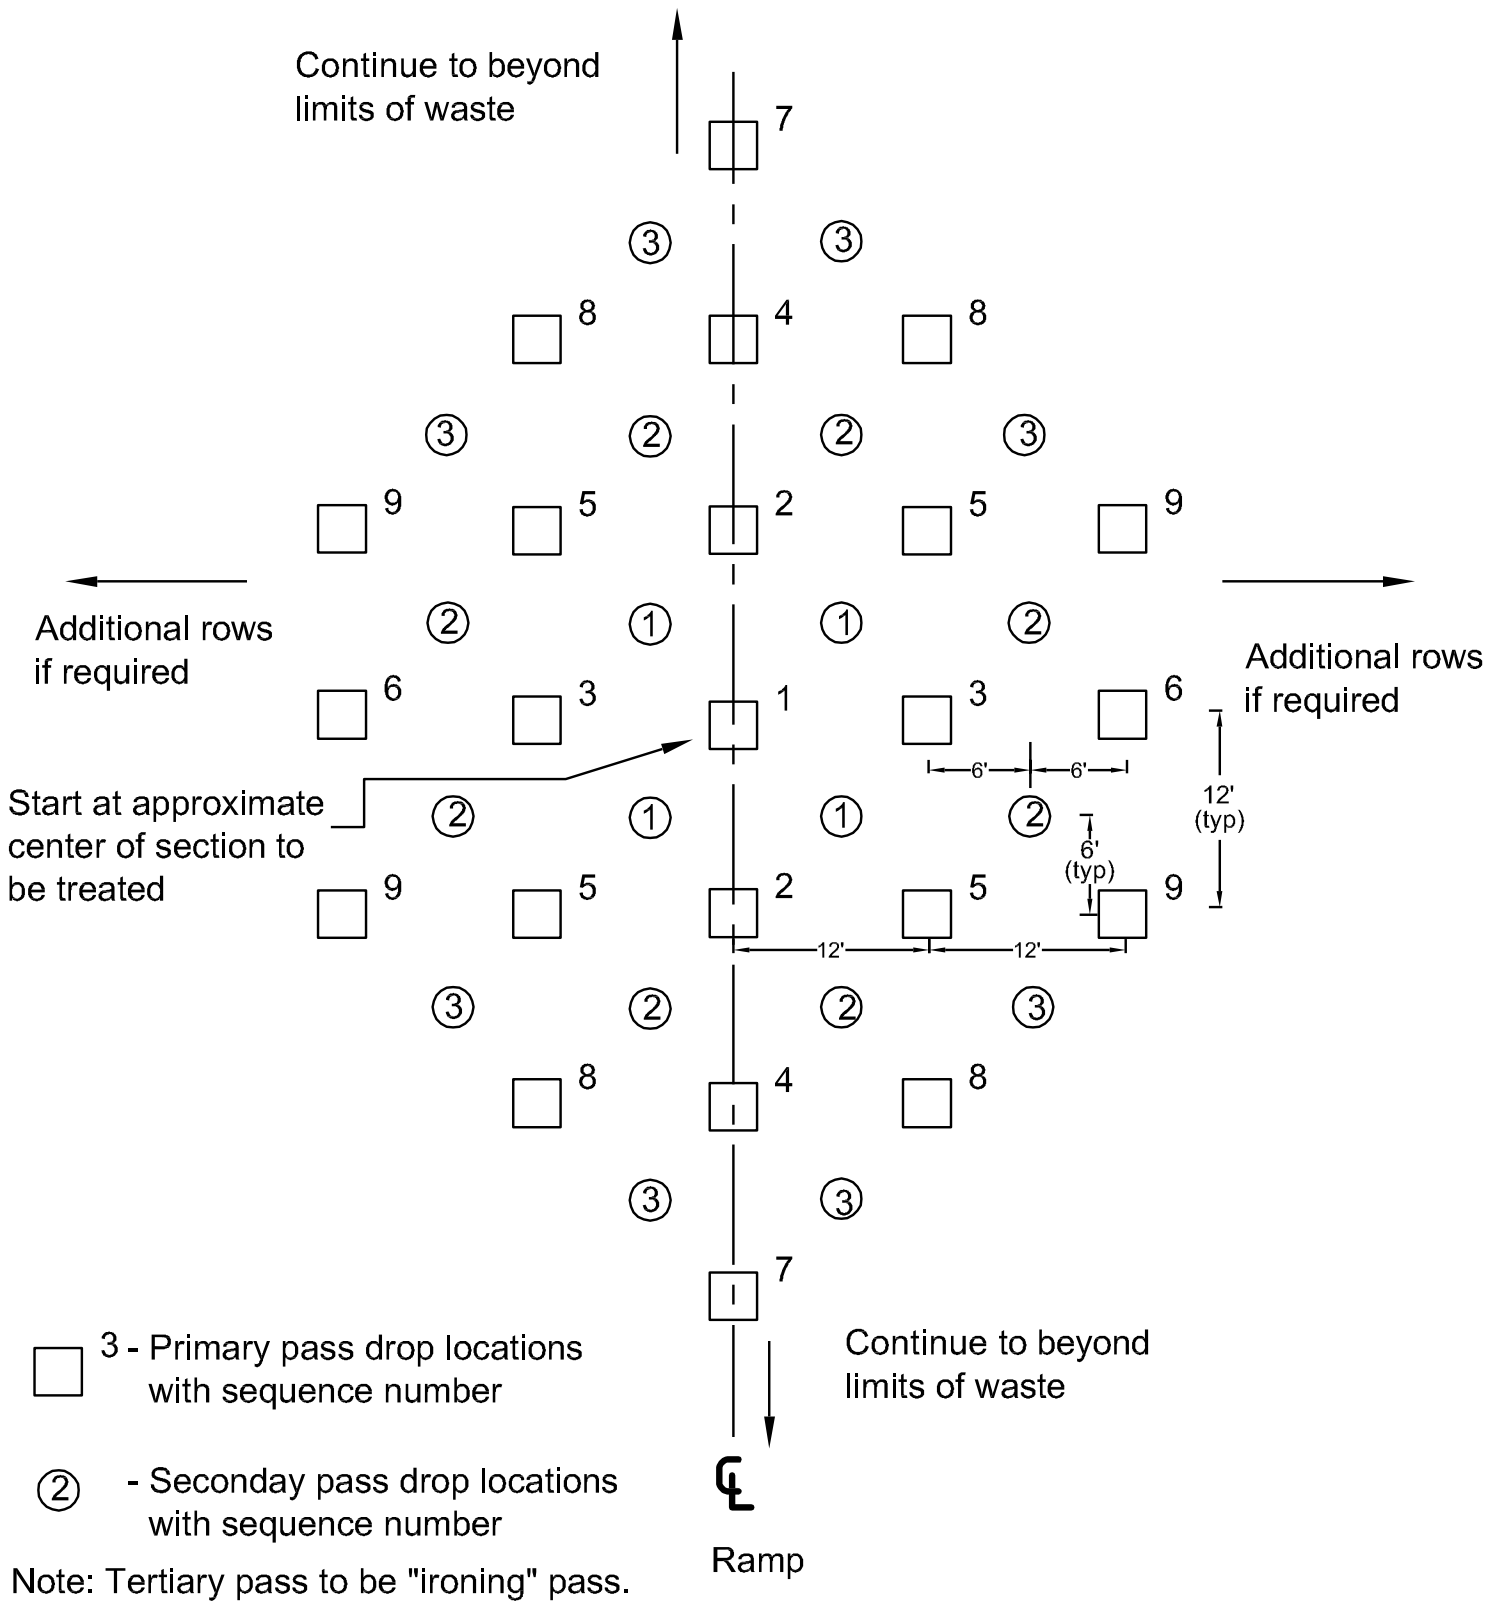 Continue to beyond
limits of waste
7
3 3
8 4 8
3 2 2 3
9 5 2 5 9
Additional rows
if required
2 1 1 2
Additional rows
if required
6 3 1 3 6
6' 6'
12'
(typ)
Start at approximate
center of section to
be treated
2 1 1 2
6'
(typ)
9 5 2 5 9
12' 12'
3 2 2 3
8 4 8
3 3
7
3 - Primary pass drop locations
with sequence number
Continue to beyond
limits of waste
2 - Seconday pass drop locations
with sequence number
CL
Ramp
Note: Tertiary pass to be "ironing" pass.